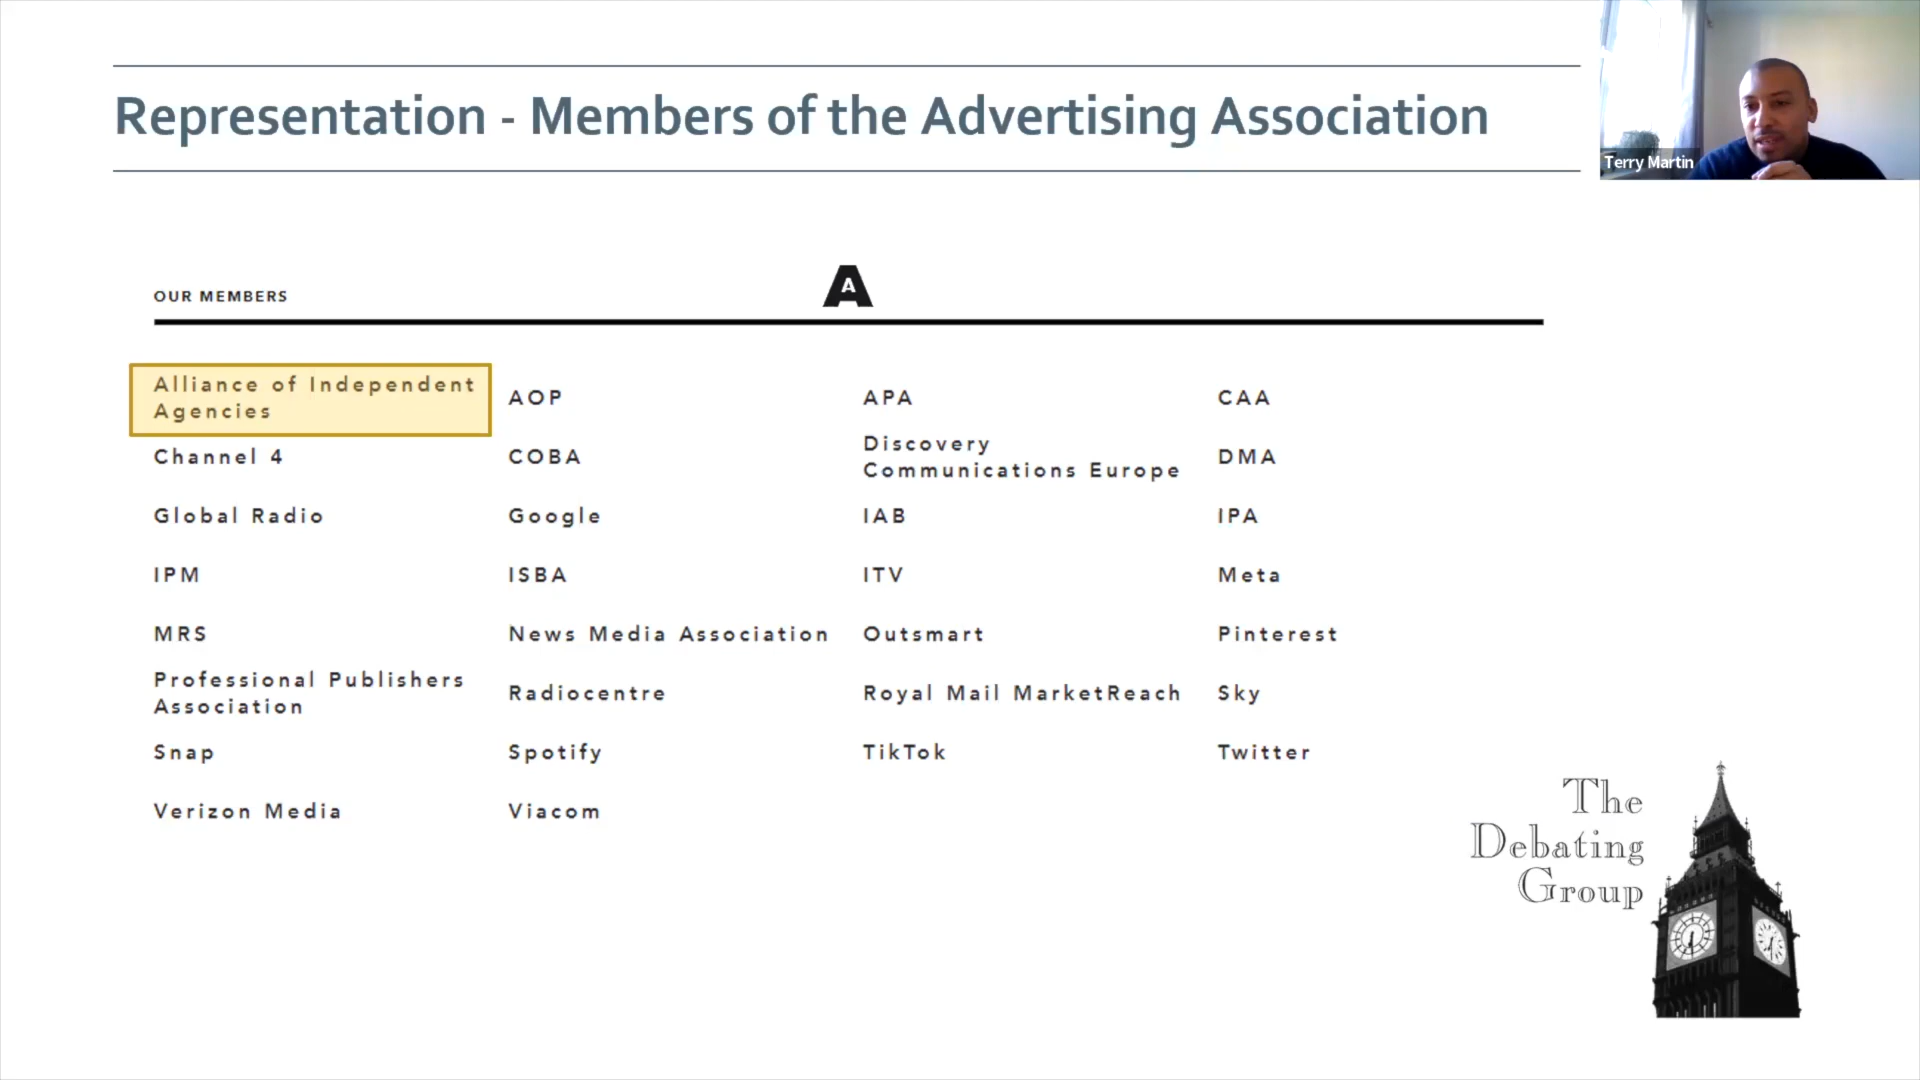 Representation - Members of the Advertising Association
Terry Martin
OUR MEMBERS
A
Alliance of Independent
Agencies
AOP
APA
CAA
Channel 4
COBA
Discovery
Communications Europe
DMA
Global Radio
Google
IAB
IPA
IPM
ISBA
ITV
Meta
MRS
News Media Association
Outsmart
Pinterest
Professional Publishers
Association
Radiocentre
Royal Mail MarketReach
Sky
Snap
Spotify
TikTok
Twitter
Verizon Media
Viacom
The
Debating
Group